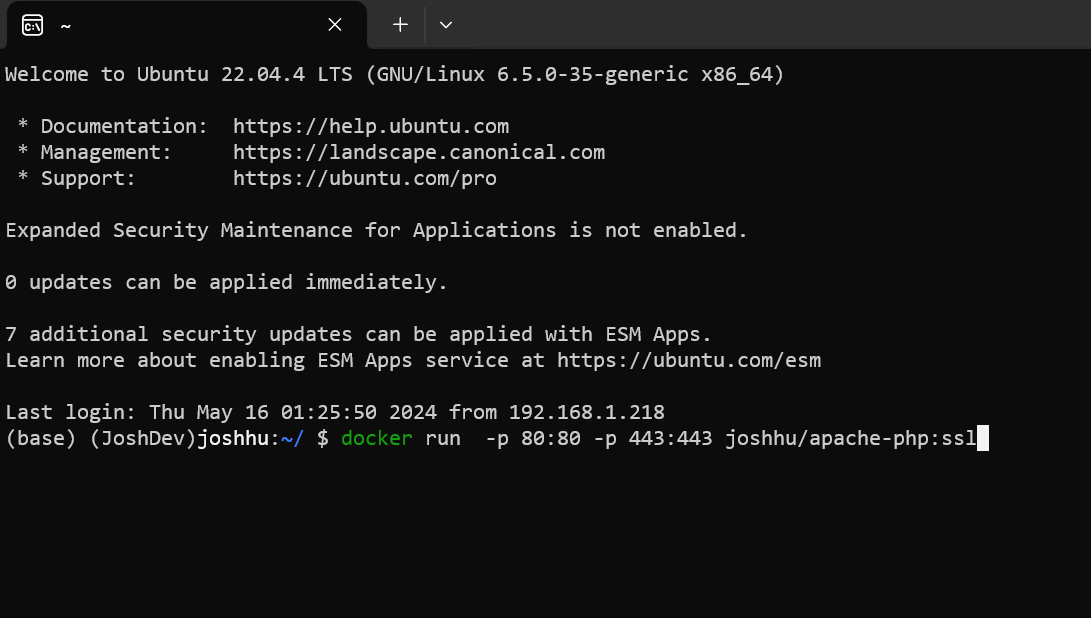 ~
Welcome to Ubuntu 22.04.4 LTS (GNU/Linux 6.5.0-35-generic x86_64)
 * Documentation:  https://help.ubuntu.com
 * Management:     https://landscape.canonical.com
 * Support:        https://ubuntu.com/pro
Expanded Security Maintenance for Applications is not enabled.
0 updates can be applied immediately.
7 additional security updates can be applied with ESM Apps.
Learn more about enabling ESM Apps service at https://ubuntu.com/esm
Last login: Thu May 16 01:25:50 2024 from 192.168.1.218
(base) (JoshDev)joshhu:~/ $ docker run  -p 80:80 -p 443:443 joshhu/apache-php:ssl